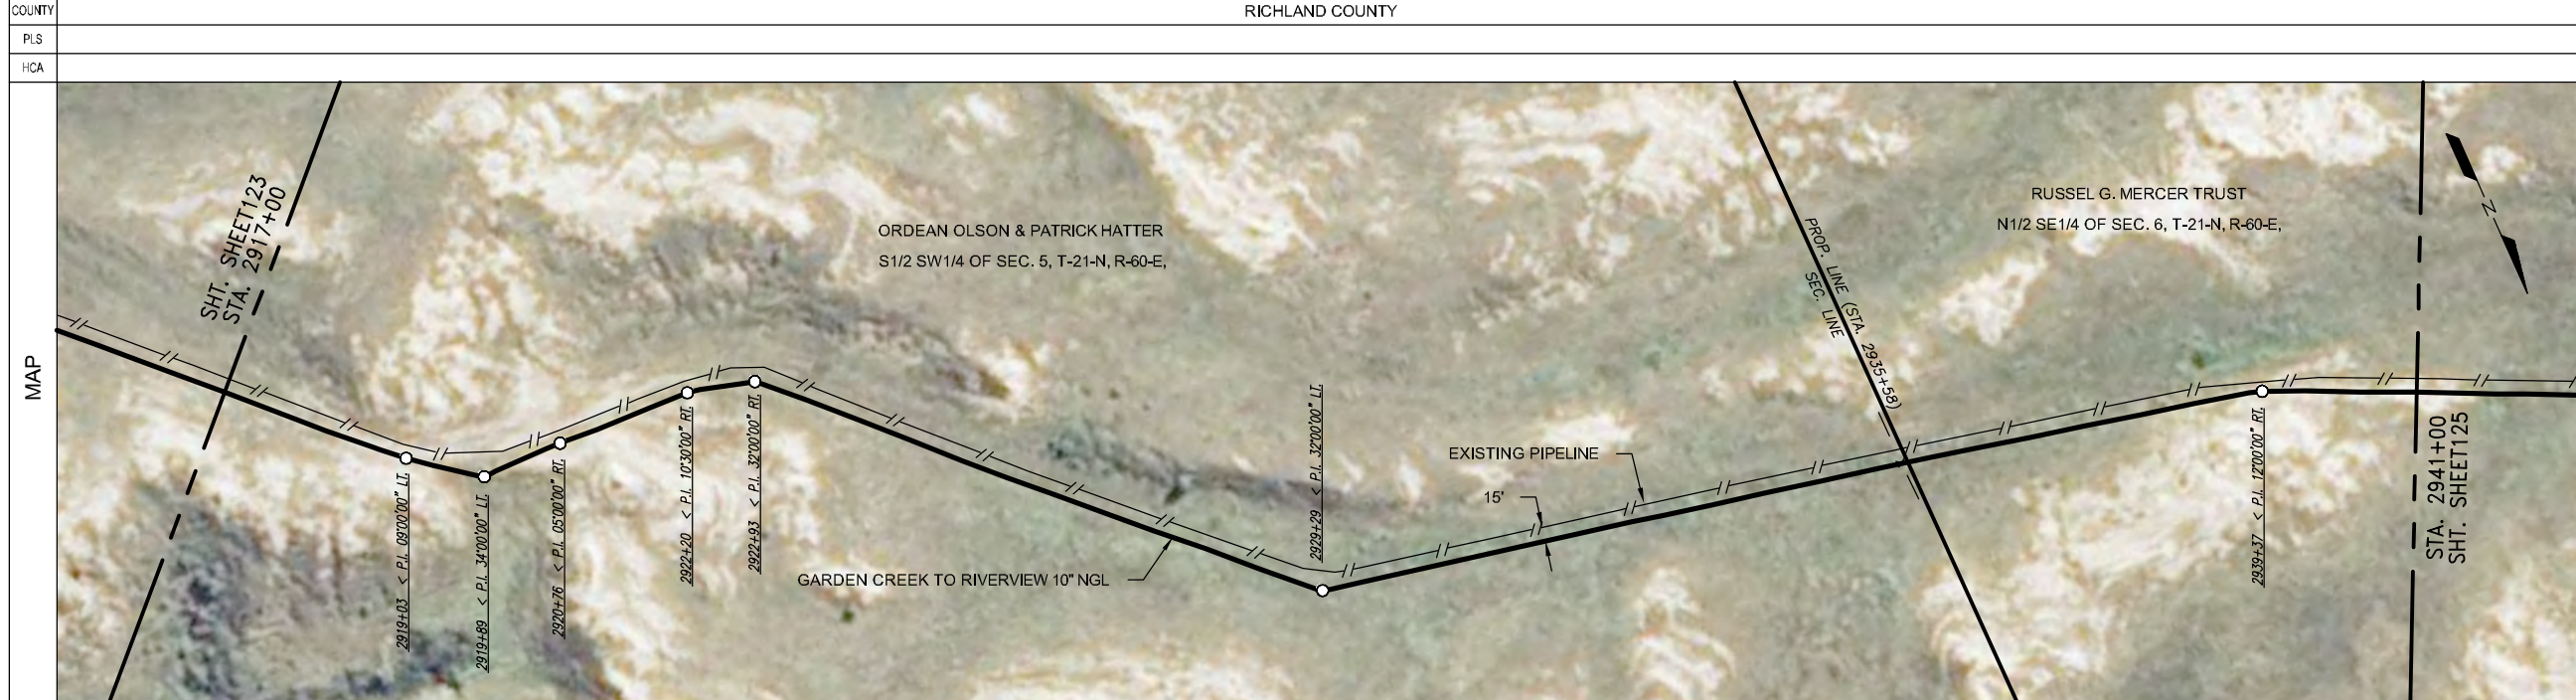 COUNTY
RICHLAND COUNTY
PLS
HCA
MAP
SHT. SHEET123
STA. 2917+00
ORDEAN OLSON & PATRICK HATTER
S1/2 SW1/4 OF SEC. 5, T-21-N, R-60-E,
RUSSEL G. MERCER TRUST
N1/2 SE1/4 OF SEC. 6, T-21-N, R-60-E,
N
PROP. LINE (STA. 2935+58)
SEC. LINE
2919+03 < P.I. 09°00'00" LT.
2919+89 < P.I. 34°00'00" LT.
2920+76 < P.I. 05°00'00" RT.
2922+20 < P.I. 10°30'00" RT.
2922+93 < P.I. 32°00'00" RT.
2929+29 < P.I. 32°00'00" LT.
EXISTING PIPELINE
15'
GARDEN CREEK TO RIVERVIEW 10" NGL
2939+37 < P.I. 12°00'00" RT.
STA. 2941+00
SHT. SHEET125